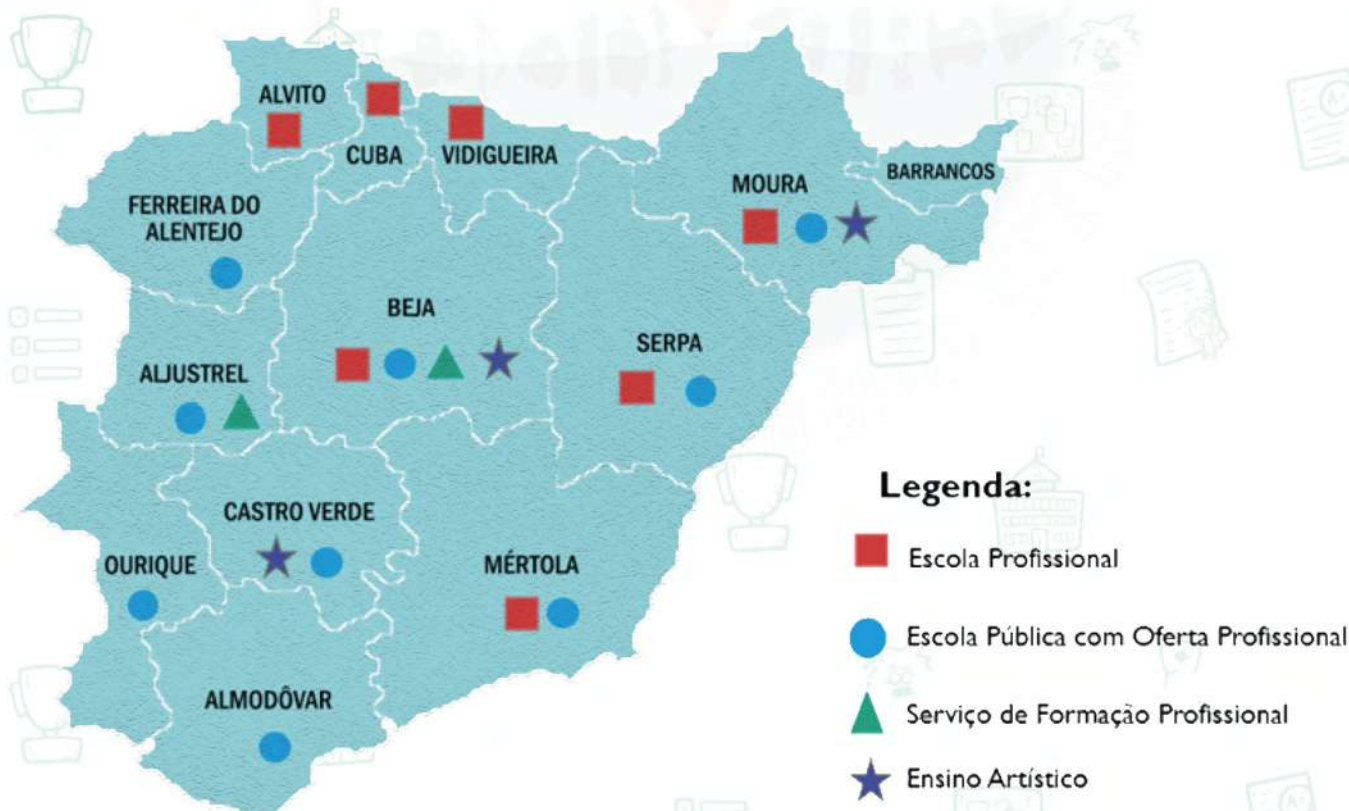 ALVITO
CUBA
VIDIGUEIRA
MOURA
BARRANCOS
FERREIRA DO
ALENTEJO
BEJA
SERPA
ALJUSTREL
CASTRO VERDE
OURIQUE
MÉRTOLA
ALMODÔVAR
Legenda:
Escola Profissional
Escola Pública com Oferta Profissional
Serviço de Formação Profissional
Ensino Artístico